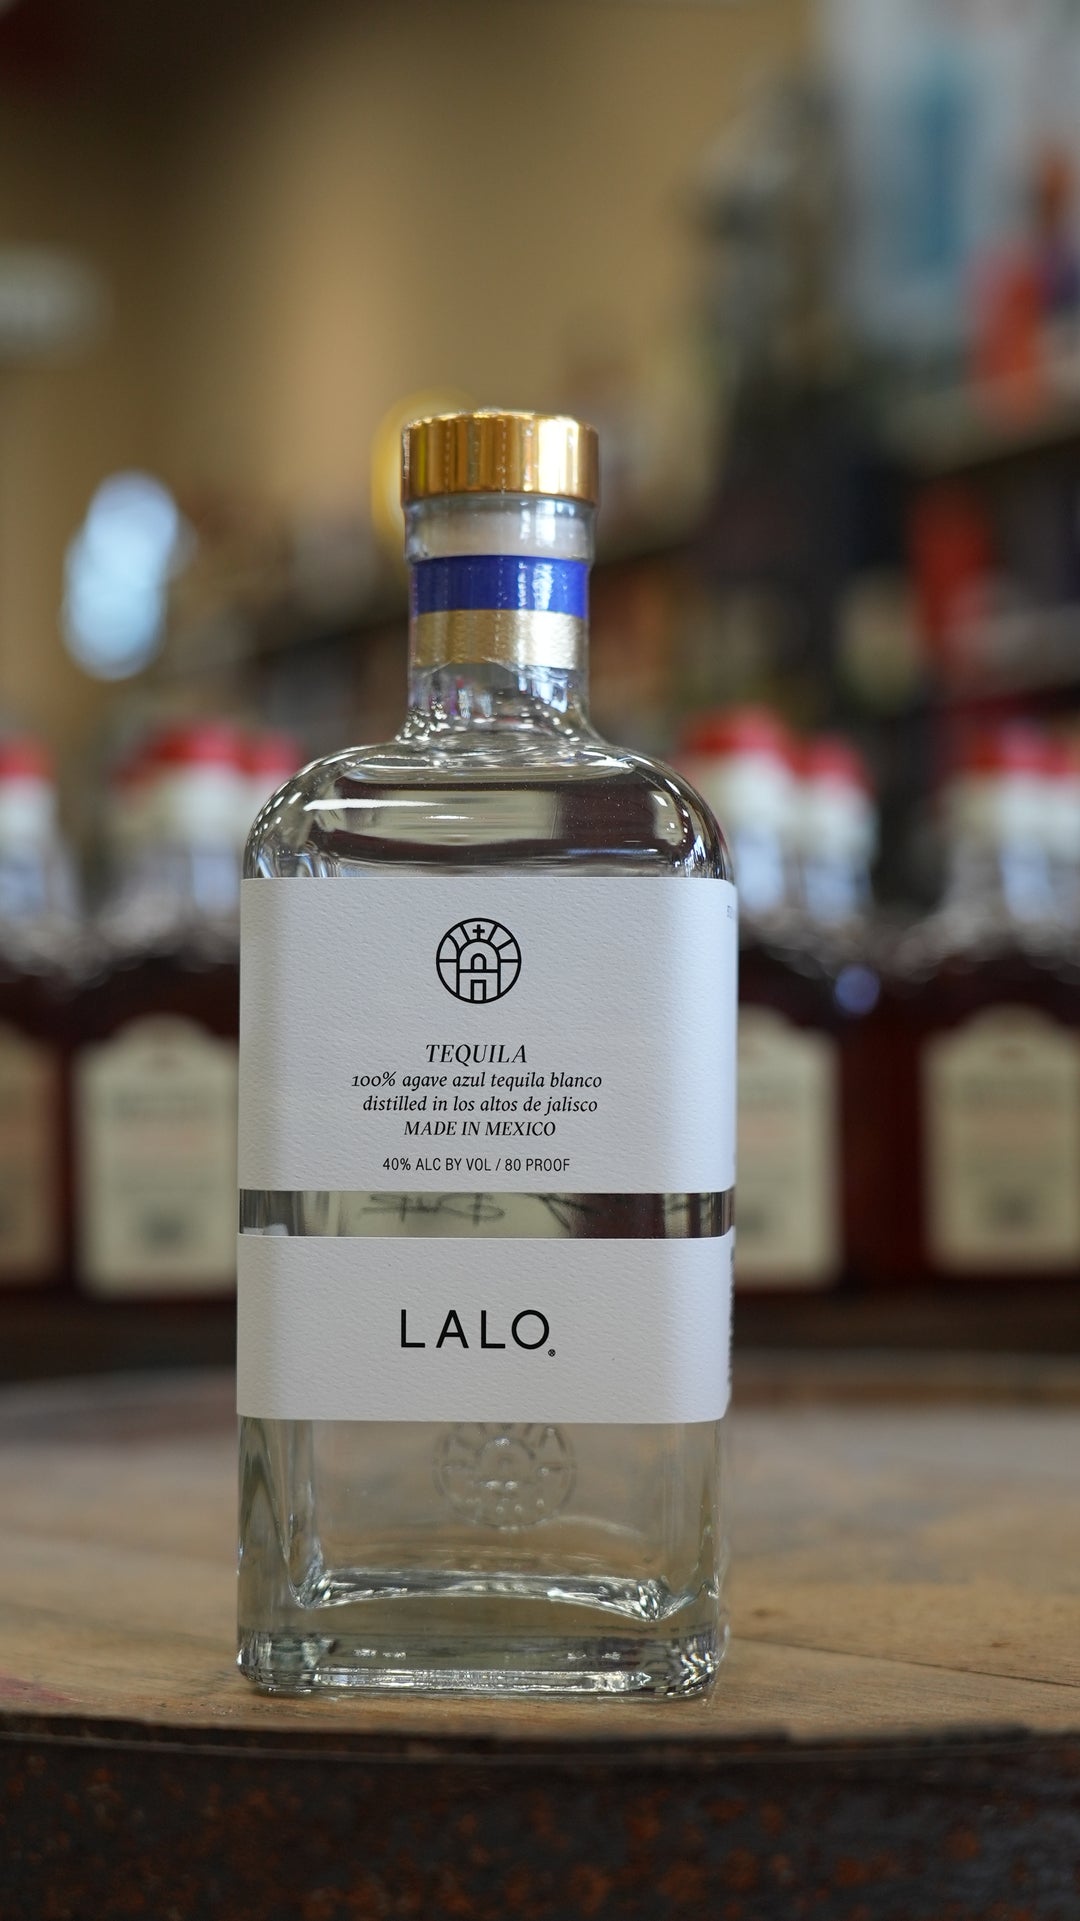 TEQUILA
100% agave azul tequila blanco
distilled in los altos de jalisco
MADE IN MEXICO
40% ALC BY VOL / 80 PROOF
LALO®